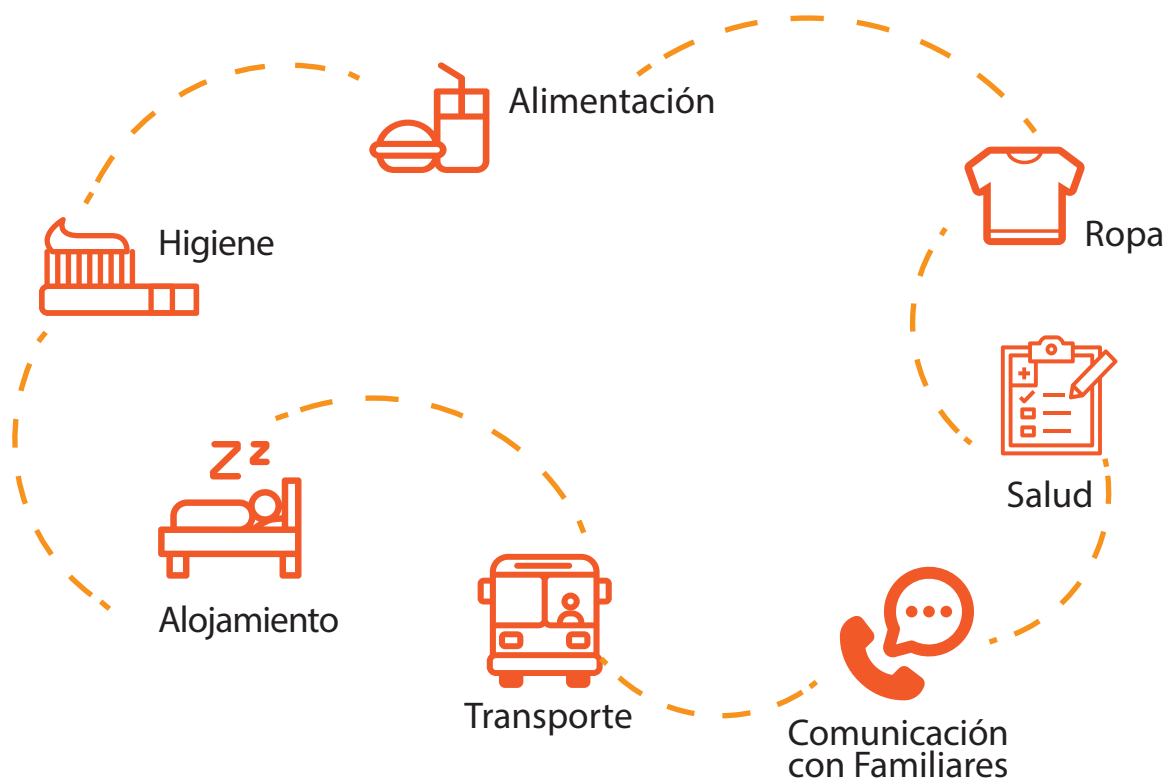 Alimentación
Ropa
Higiene
Salud
Alojamiento
Transporte
Comunicación
con Familiares